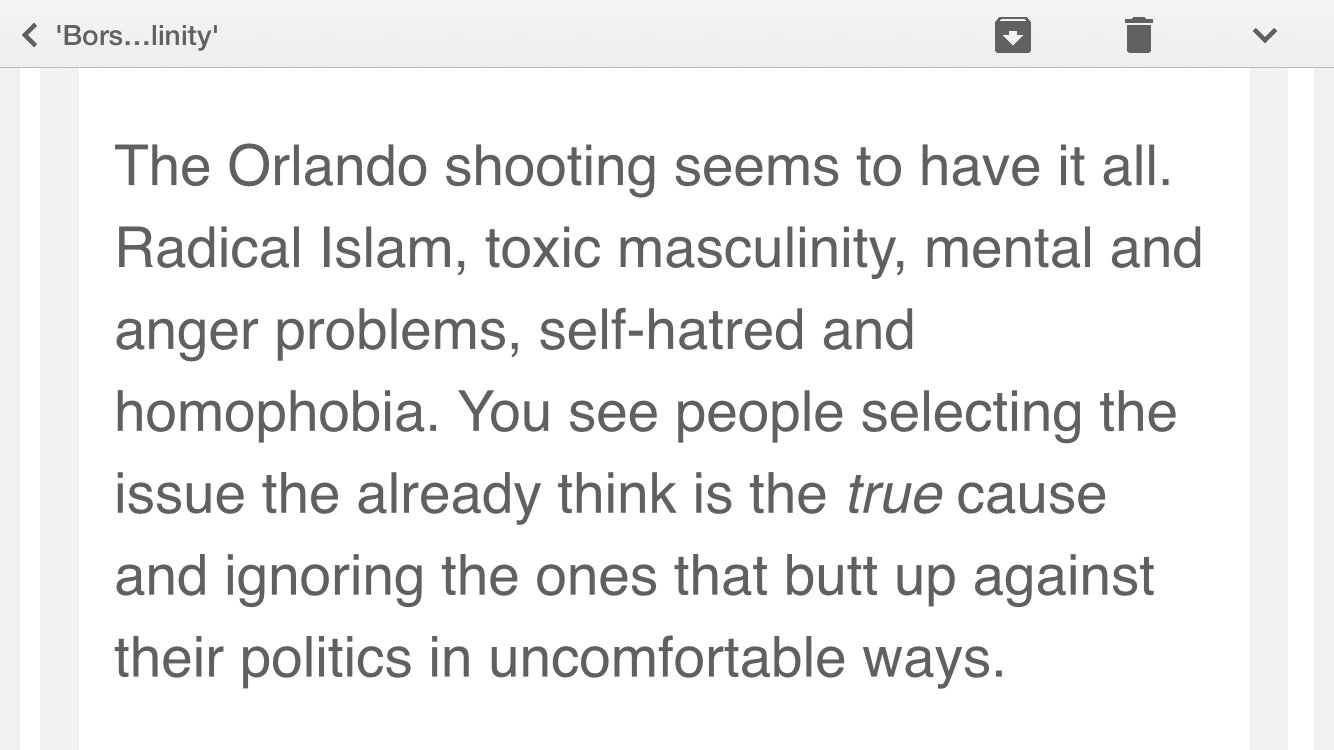 'Bors...linity'
The Orlando shooting seems to have it all.
Radical Islam, toxic masculinity, mental and
anger problems, self-hatred and
homophobia. You see people selecting the
issue the already think is the true cause
and ignoring the ones that butt up against
their politics in uncomfortable ways.